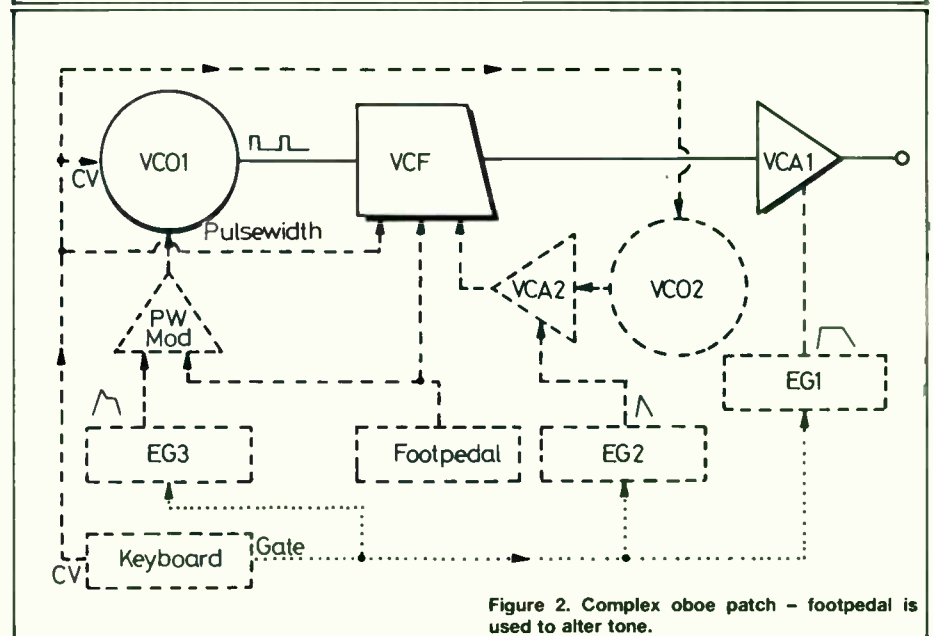 VCO1
VCF
VCA1
CV
Pulsewidth
PW
Mod
VCA2
VCO2
EG1
EG3
Footpedal
EG2
Keyboard
Gate
CV
Figure 2. Complex oboe patch – footpedal is
used to alter tone.